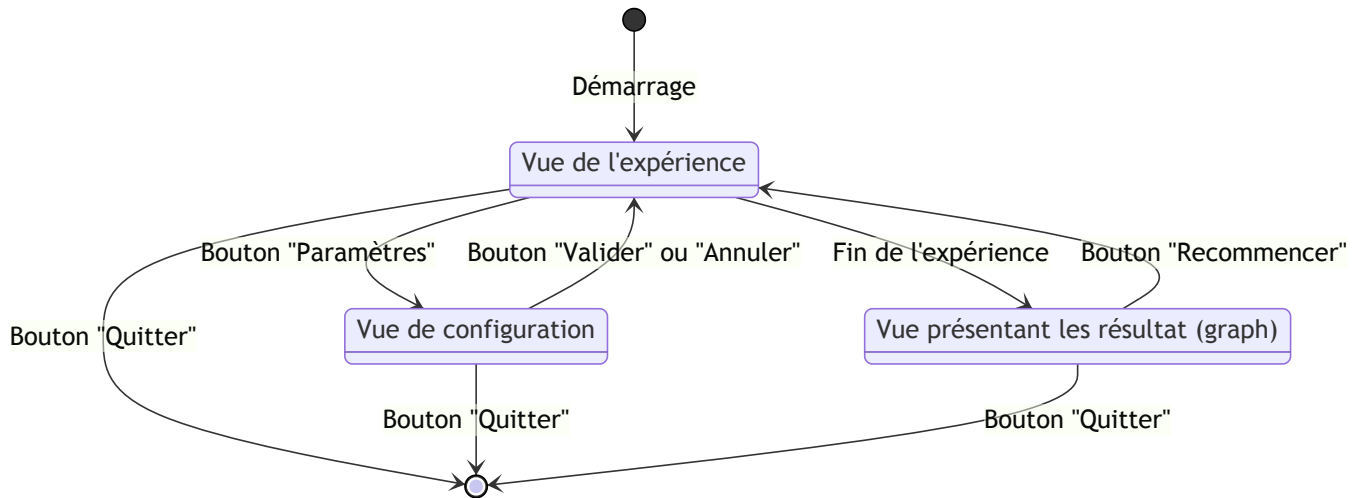 Démarrage
Vue de l'expérience
Bouton "Paramètres"
Bouton "Valider" ou "Annuler"
Fin de l'expérience
Bouton "Recommencer"
Bouton "Quitter"
Vue de configuration
Vue présentant les résultat (graph)
Bouton "Quitter"
Bouton "Quitter"